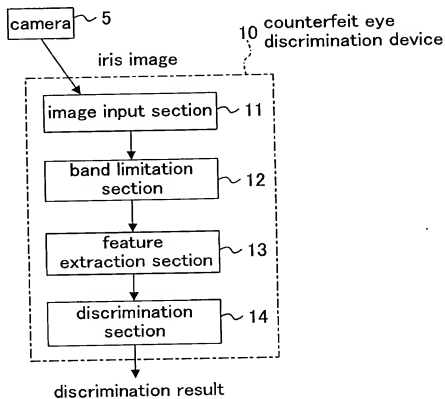 camera 5
10 counterfeit eye
discrimination device
iris image
image input section 11
band limitation
section 12
feature
extraction section 13
discrimination
section 14
discrimination result